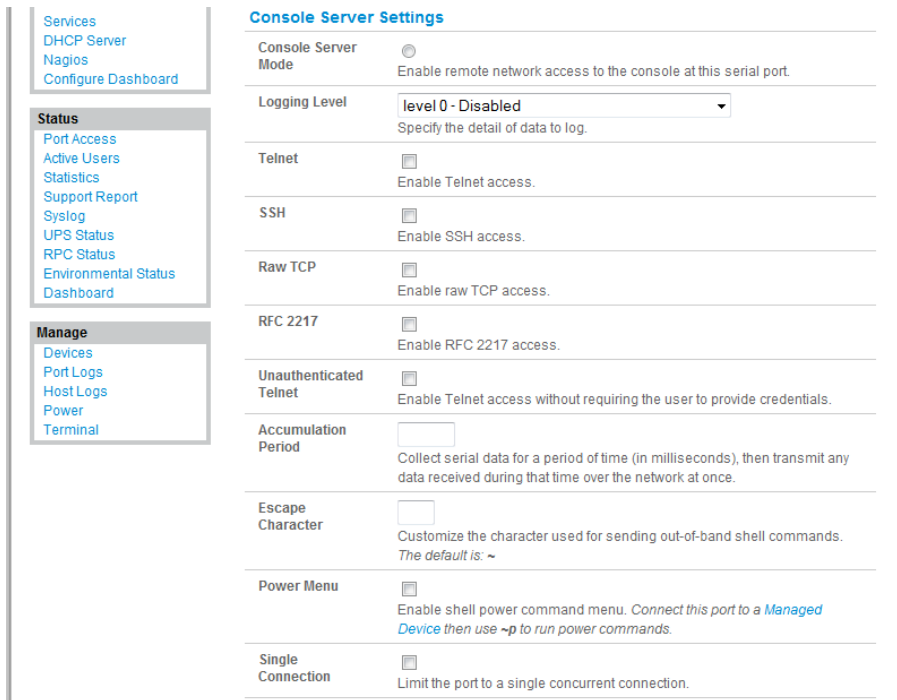 Services
DHCP Server
Nagios
Configure Dashboard
Status
Port Access
Active Users
Statistics
Support Report
Syslog
UPS Status
RPC Status
Environmental Status
Dashboard
Manage
Devices
Port Logs
Host Logs
Power
Terminal
Console Server Settings
Console Server
Mode
Enable remote network access to the console at this serial port.
Logging Level
level 0 - Disabled
Specify the detail of data to log.
Telnet
Enable Telnet access.
SSH
Enable SSH access.
Raw TCP
Enable raw TCP access.
RFC 2217
Enable RFC 2217 access.
Unauthenticated
Telnet
Enable Telnet access without requiring the user to provide credentials.
Accumulation
Period
Collect serial data for a period of time (in milliseconds), then transmit any
data received during that time over the network at once.
Escape
Character
Customize the character used for sending out-of-band shell commands.
The default is: ~
Power Menu
Enable shell power command menu. Connect this port to a Managed
Device then use ~p to run power commands.
Single
Connection
Limit the port to a single concurrent connection.